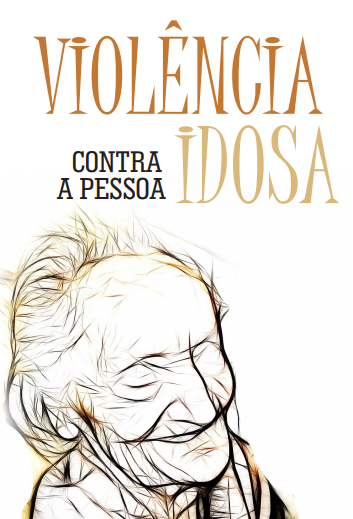 VIOLÊNCIA
CONTRA
A PESSOA
IDOSA